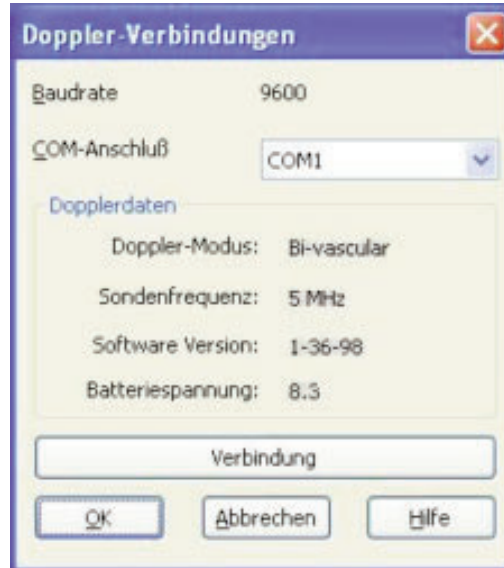 Doppler-Verbindungen
Baudrate 9600
COM-Anschluß COM1
Dopplerdaten
Doppler-Modus: Bi-vascular
Sondenfrequenz: 5 MHz
Software Version: 1-36-98
Batteriespannung: 8.3
Verbindung
OK Abbrechen Hilfe